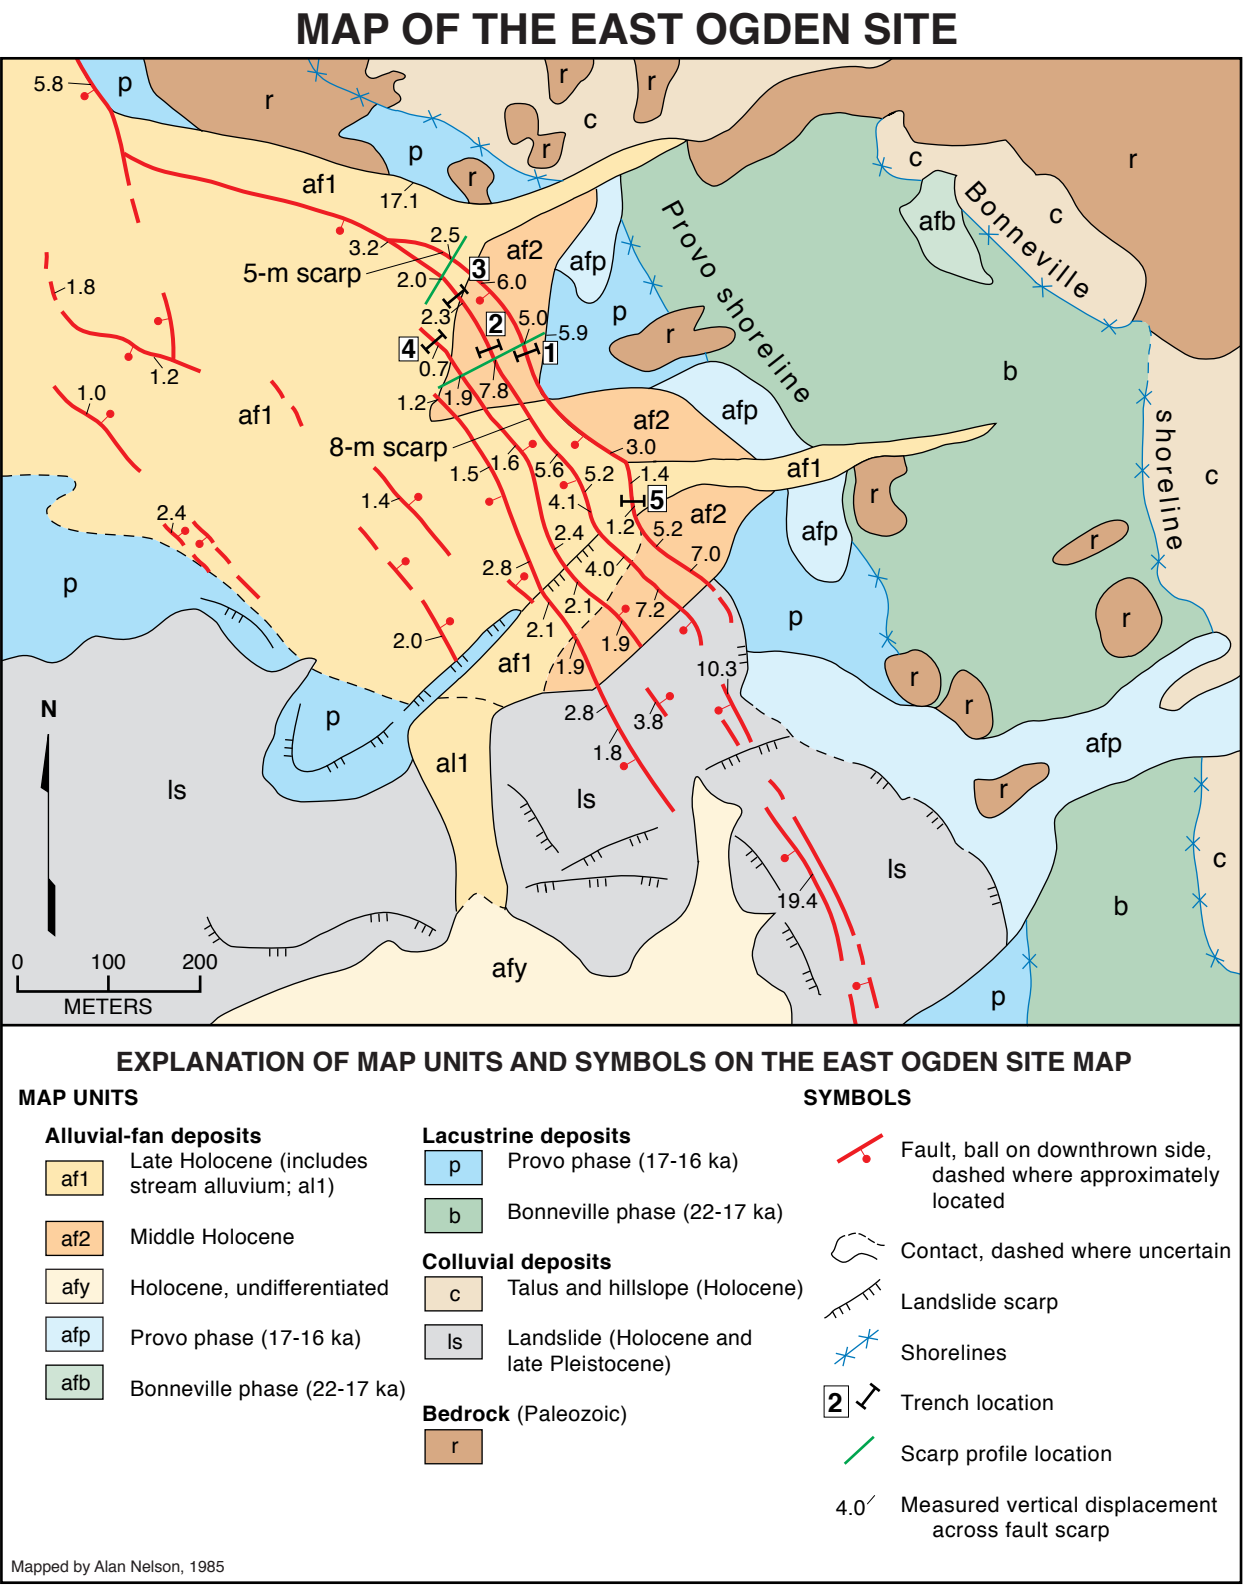 MAP OF THE EAST OGDEN SITE
5.8
p
r
r
r
c
r
p
r
r
c
c
af1
17.1
afb
Bonneville
Provo shoreline
2.5
3.2
af2
afp
5-m scarp
3
2.0
6.0
1.8
2.3
2
5.0
5.9
p
r
4
1
0.7
1.2
b
1.0
1.2
1.9
7.8
af1
afp
af2
8-m scarp
3.0
shoreline
1.5
1.6
5.6
5.2
1.4
af1
c
1.4
4.1
5
r
2.4
1.2
af2
5.2
afp
2.4
r
7.0
p
2.8
4.0
2.1
7.2
p
r
2.1
2.0
1.9
af1
1.9
10.3
r
r
N
p
2.8
3.8
afp
1.8
al1
ls
ls
r
ls
c
19.4
b
0 100 200
METERS
afy
p
EXPLANATION OF MAP UNITS AND SYMBOLS ON THE EAST OGDEN SITE MAP
MAP UNITS
Alluvial-fan deposits
af1 Late Holocene (includes
stream alluvium; al1)
af2 Middle Holocene
afy Holocene, undifferentiated
afp Provo phase (17-16 ka)
afb Bonneville phase (22-17 ka)
Lacustrine deposits
p Provo phase (17-16 ka)
b Bonneville phase (22-17 ka)
Colluvial deposits
c Talus and hillslope (Holocene)
ls Landslide (Holocene and
late Pleistocene)
Bedrock (Paleozoic)
r
SYMBOLS
Fault, ball on downthrown side,
dashed where approximately
located
Contact, dashed where uncertain
Landslide scarp
Shorelines
2 Trench location
Scarp profile location
4.0 Measured vertical displacement
across fault scarp
Mapped by Alan Nelson, 1985